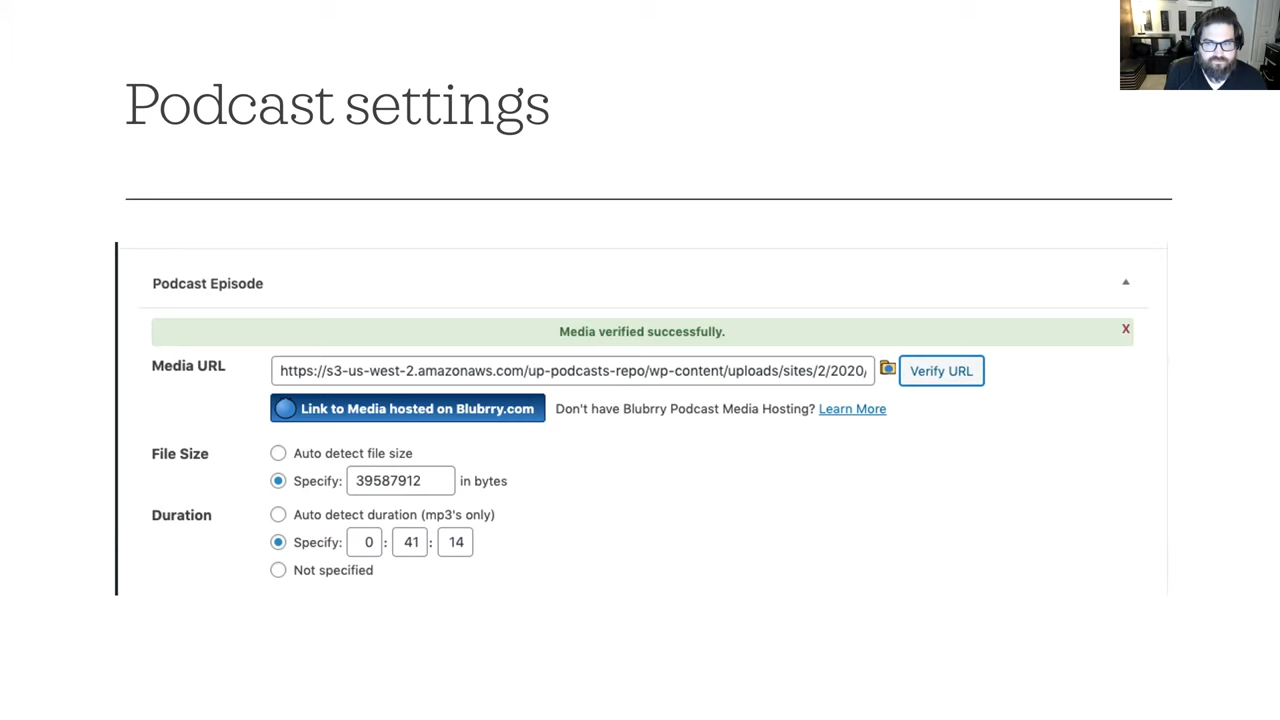 Podcast settings
Podcast Episode
Media verified successfully. X
Media URL https://s3-us-west-2.amazonaws.com/up-podcasts-repo/wp-content/uploads/sites/2/2020/ Verify URL
Link to Media hosted on Blubrry.com Don't have Blubrry Podcast Media Hosting? Learn More
File Size Auto detect file size
Specify: 39587912 in bytes
Duration Auto detect duration (mp3's only)
Specify: 0 : 41 : 14
Not specified